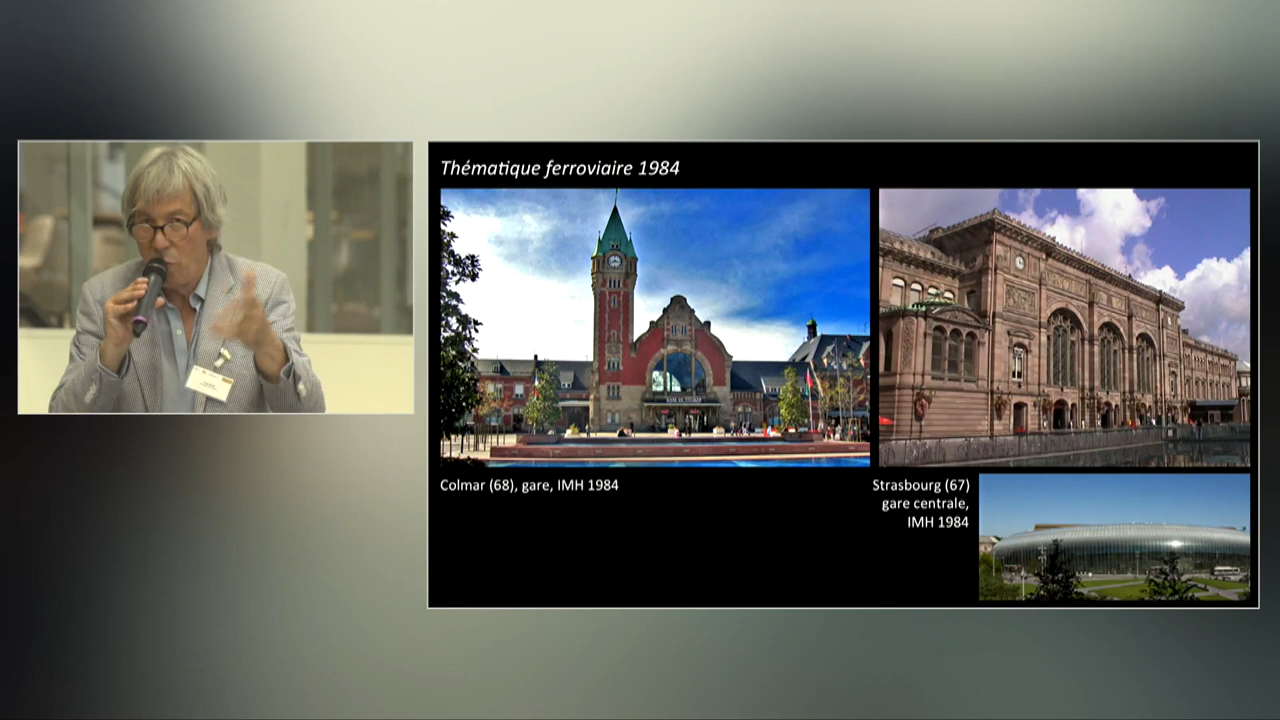 Thématique ferroviaire 1984
Colmar (68), gare, IMH 1984
Strasbourg (67)
gare centrale,
IMH 1984